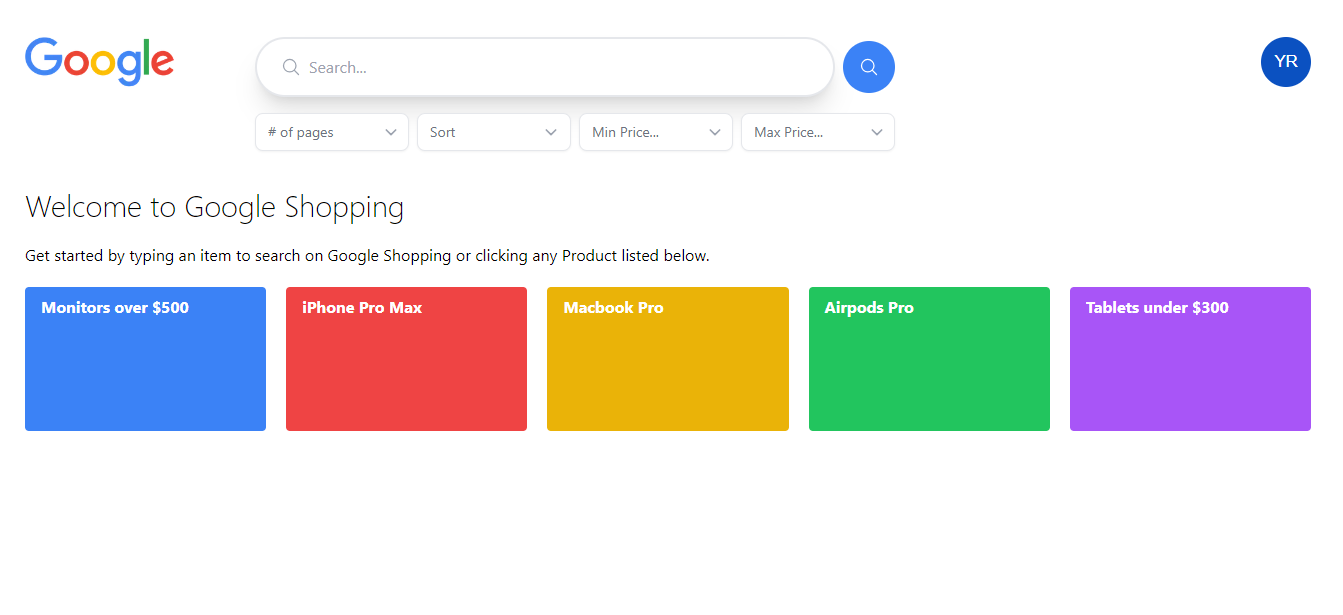 Google
Search...
YR
# of pages
Sort
Min Price...
Max Price...
Welcome to Google Shopping
Get started by typing an item to search on Google Shopping or clicking any Product listed below.
Monitors over $500
iPhone Pro Max
Macbook Pro
Airpods Pro
Tablets under $300